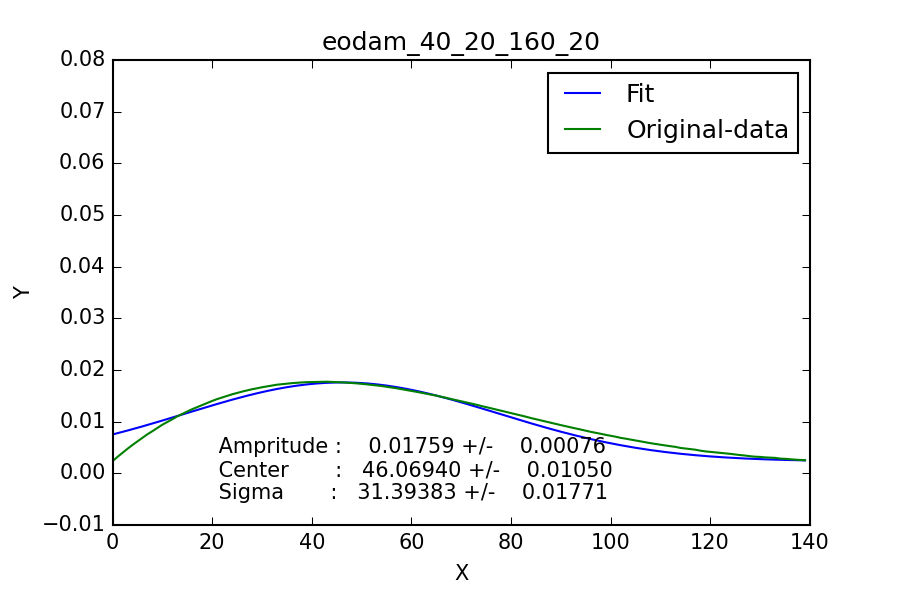 eodam_40_20_160_20
0.08
0.07
0.06
0.05
0.04
0.03
0.02
0.01
0.00
−0.01
Y
Fit
Original-data
Ampritude : 0.01759 +/- 0.00076
Center : 46.06940 +/- 0.01050
Sigma : 31.39383 +/- 0.01771
0 20 40 60 80 100 120 140
X